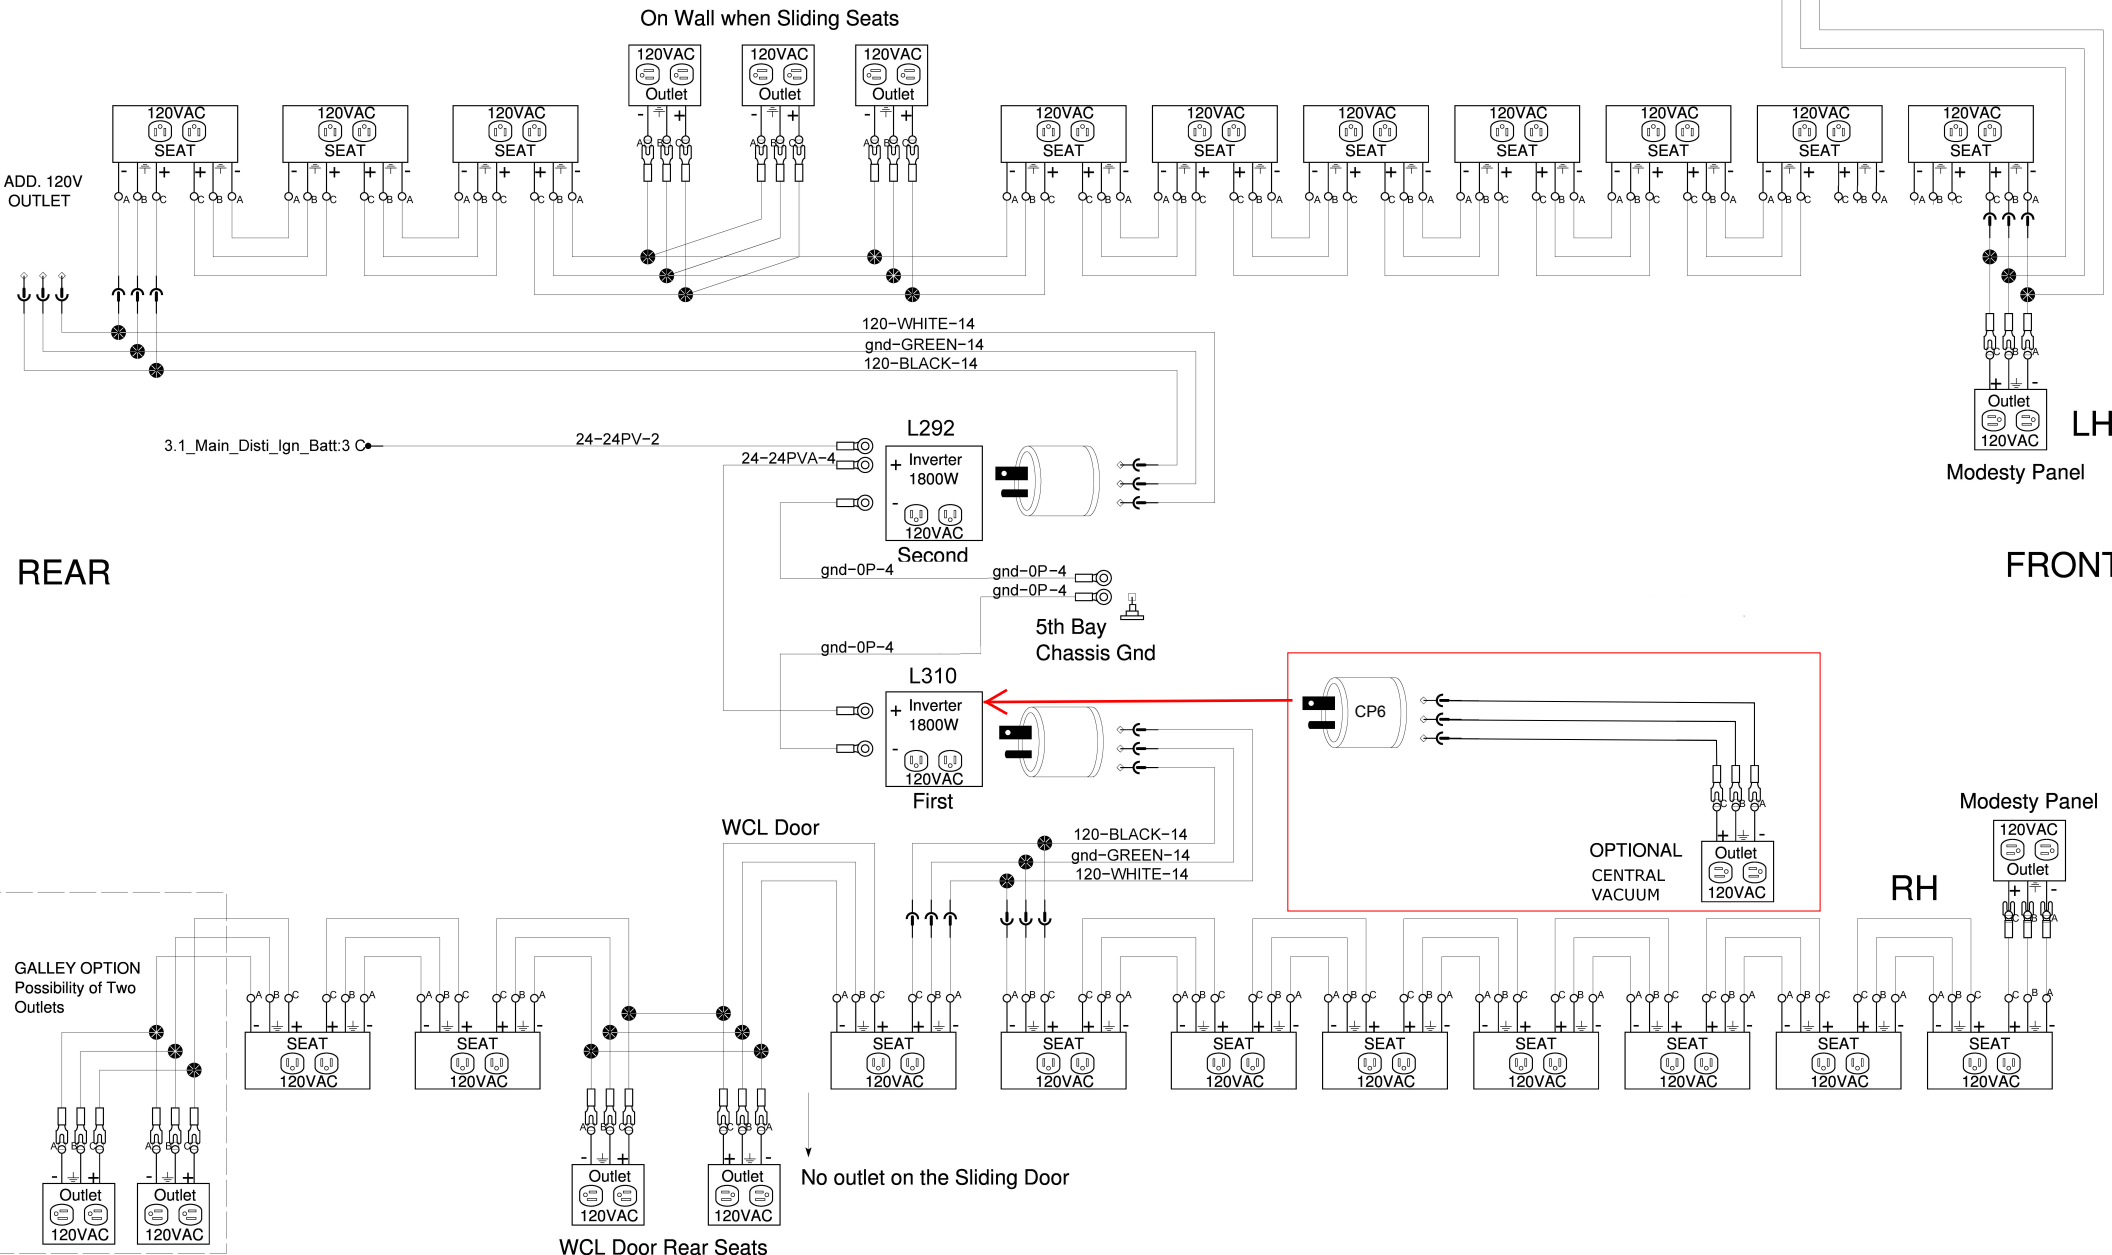 On Wall when Sliding Seats
120VAC 120VAC 120VAC
Outlet Outlet Outlet
- + - + - +
A B C A B C A B C
120VAC 120VAC 120VAC 120VAC 120VAC 120VAC 120VAC 120VAC 120VAC 120VAC
SEAT SEAT SEAT SEAT SEAT SEAT SEAT SEAT SEAT SEAT
- + + - - + + - - + + - - + + - - + + - - + + - - + + - - + + - - + + - - + + -
A B C C B A A B C C B A A B C C B A A B C C B A A B C C B A A B C C B A A B C C B A A B C C B A A B C C B A A B C C B A
ADD. 120V
OUTLET
120-WHITE-14
gnd-GREEN-14
120-BLACK-14
C B A
+ -
Outlet
120VAC
Modesty Panel
LH
3.1_Main_Disti_Ign_Batt:3 C
24-24PV-2
24-24PVA-4
L292
+ Inverter
1800W
-
120VAC
Second
REAR
FRONT
gnd-0P-4
gnd-0P-4
gnd-0P-4
5th Bay
Chassis Gnd
gnd-0P-4
L310
+ Inverter
1800W
-
120VAC
First
CP6
C B A
+ -
OPTIONAL
CENTRAL
VACUUM
Outlet
120VAC
WCL Door
120-BLACK-14
gnd-GREEN-14
120-WHITE-14
Modesty Panel
120VAC
Outlet
+ -
C B A
RH
GALLEY OPTION
Possibility of Two
Outlets
A B C C B A A B C C B A A B C C B A A B C C B A A B C C B A A B C C B A A B C C B A A B C C B A A B C C B A A B C C B A
- + + - - + + - - + + - - + + - - + + - - + + - - + + - - + + - - + + - - + + -
SEAT SEAT SEAT SEAT SEAT SEAT SEAT SEAT SEAT SEAT
120VAC 120VAC 120VAC 120VAC 120VAC 120VAC 120VAC 120VAC 120VAC 120VAC
A B C A B C
- + - +
Outlet Outlet
120VAC 120VAC
A B C C B A
- + + -
Outlet Outlet
120VAC 120VAC
WCL Door Rear Seats
No outlet on the Sliding Door